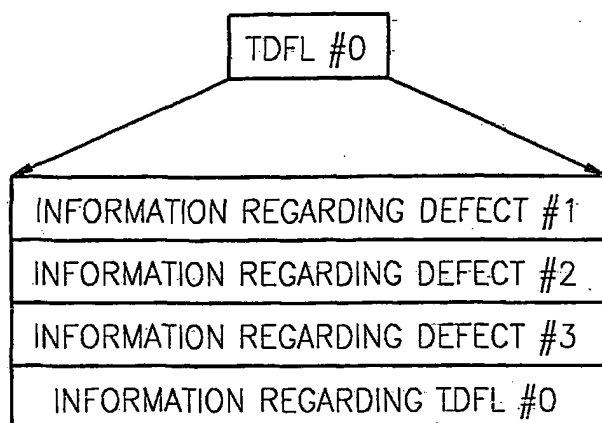 TDFL #0
INFORMATION REGARDING DEFECT #1
INFORMATION REGARDING DEFECT #2
INFORMATION REGARDING DEFECT #3
INFORMATION REGARDING TDFL #0